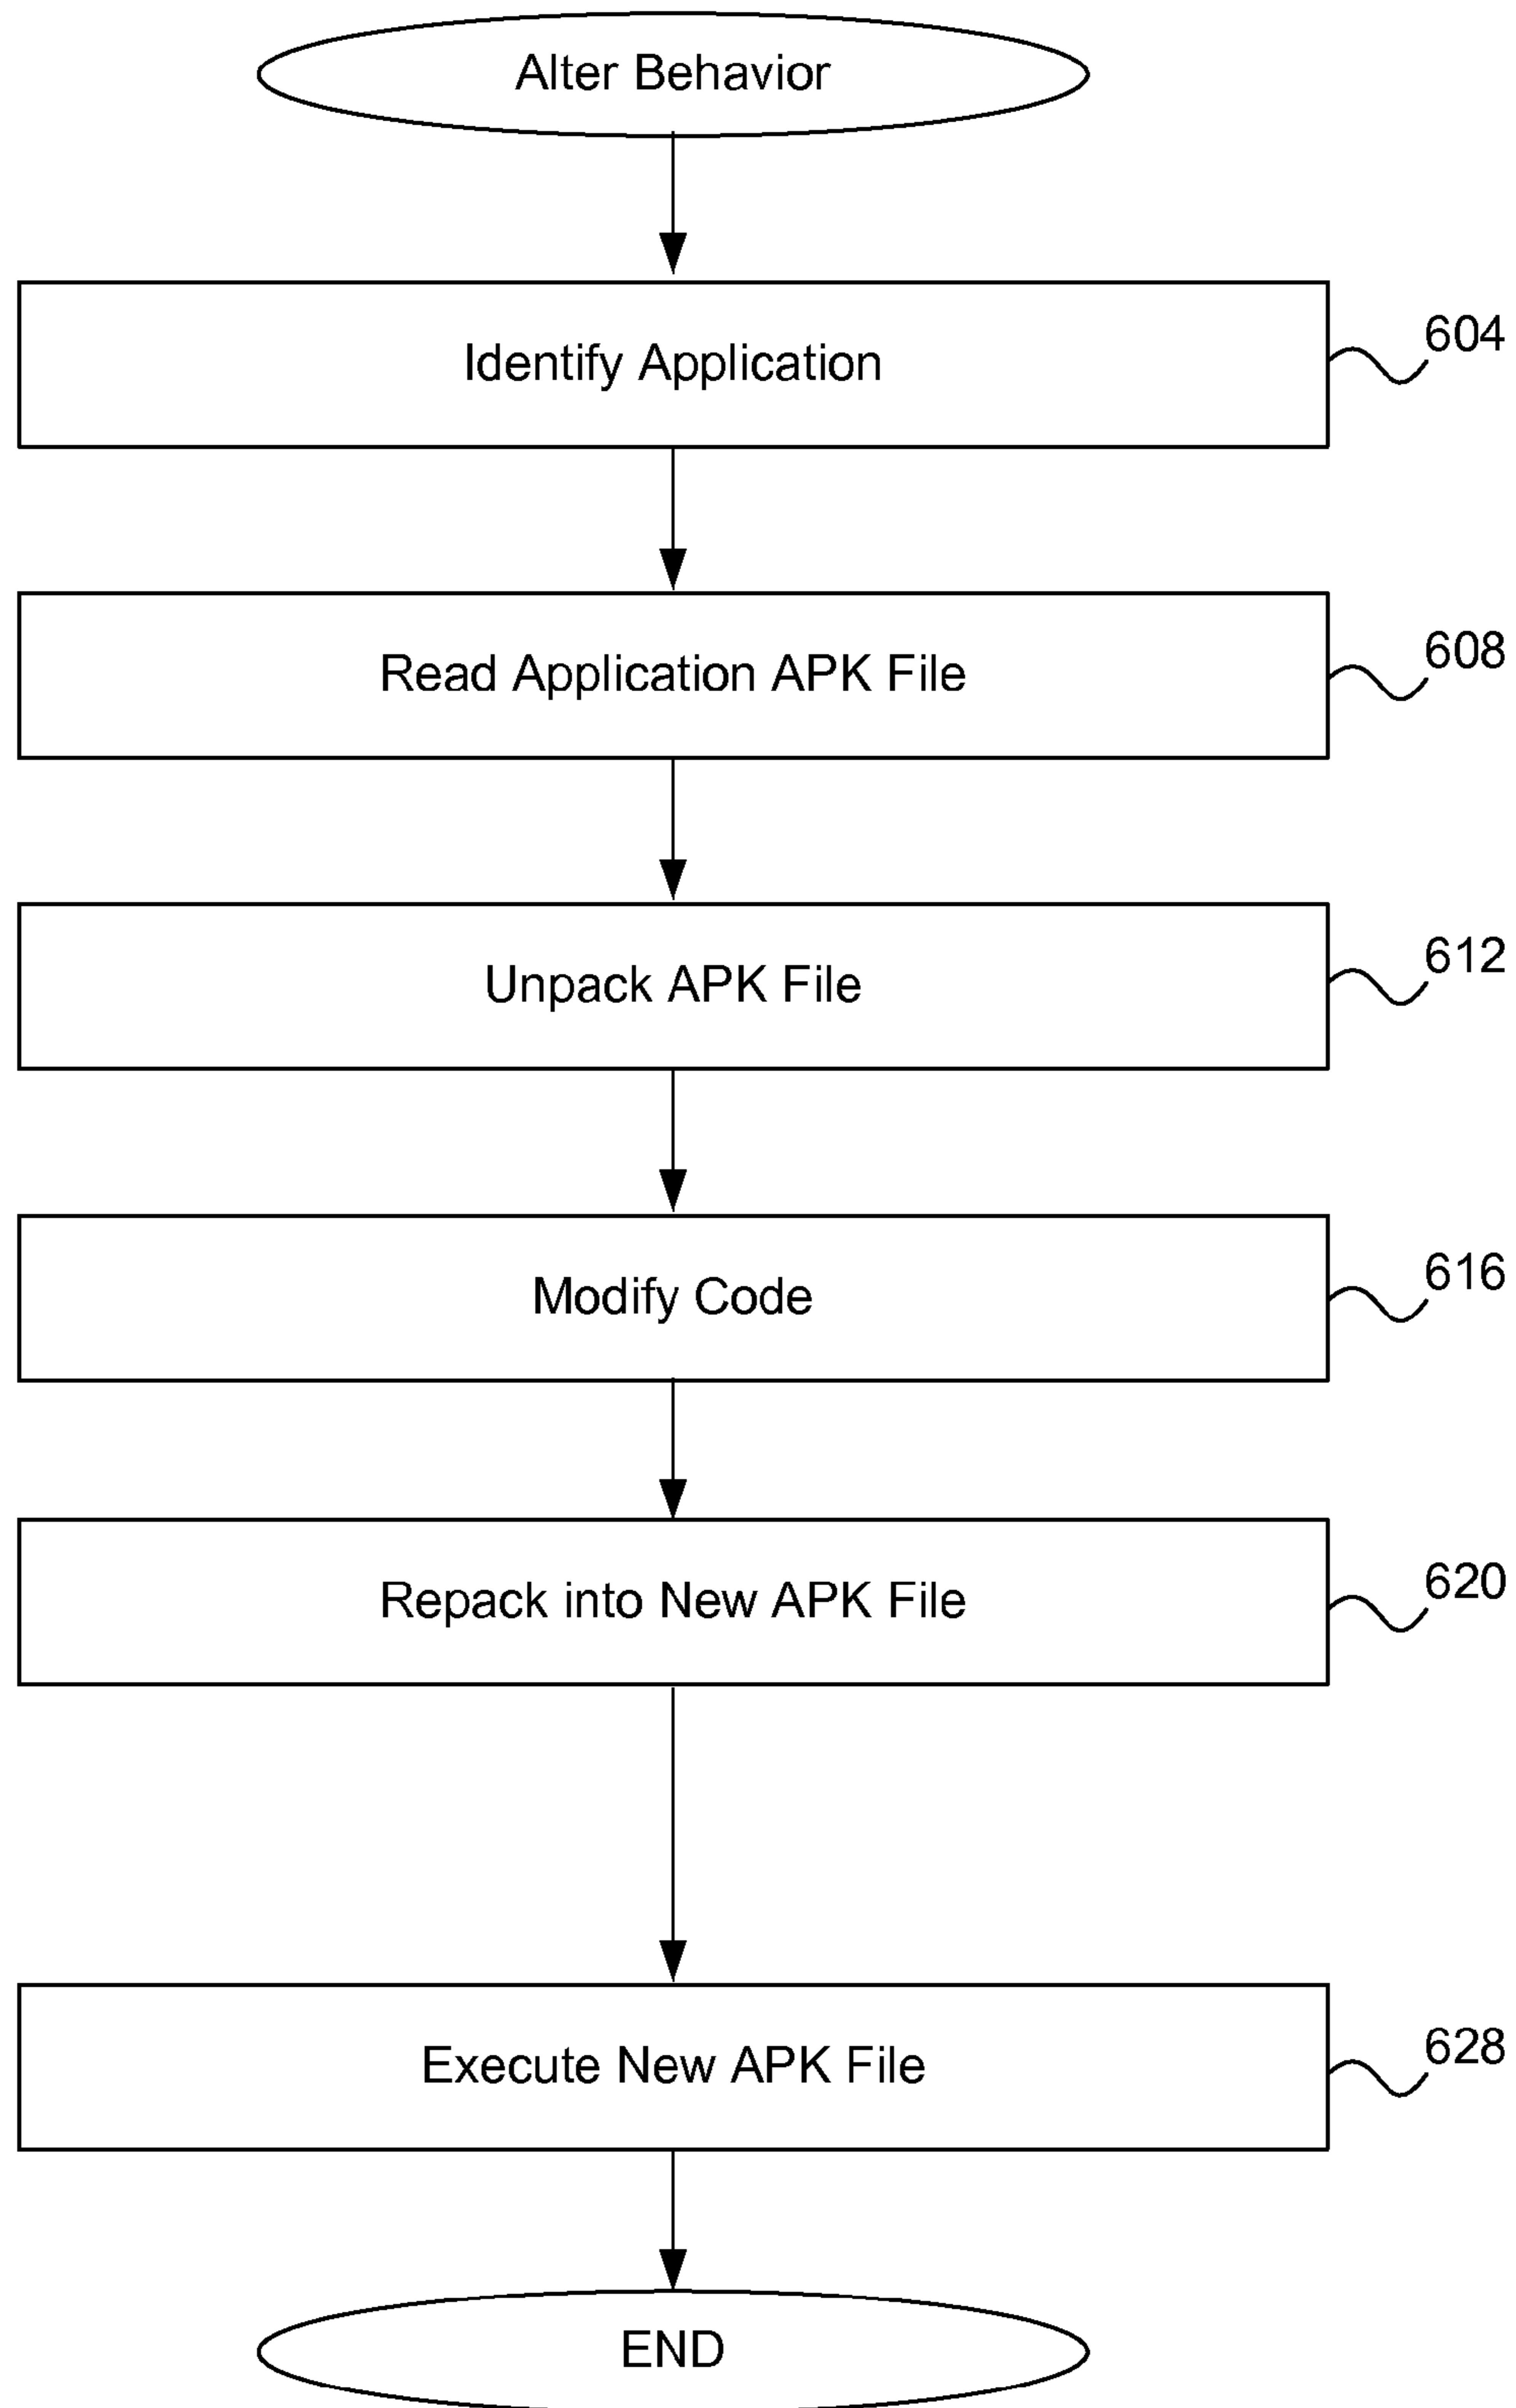 Alter Behavior
Identify Application
604
Read Application APK File
608
Unpack APK File
612
Modify Code
616
Repack into New APK File
620
Execute New APK File
628
END